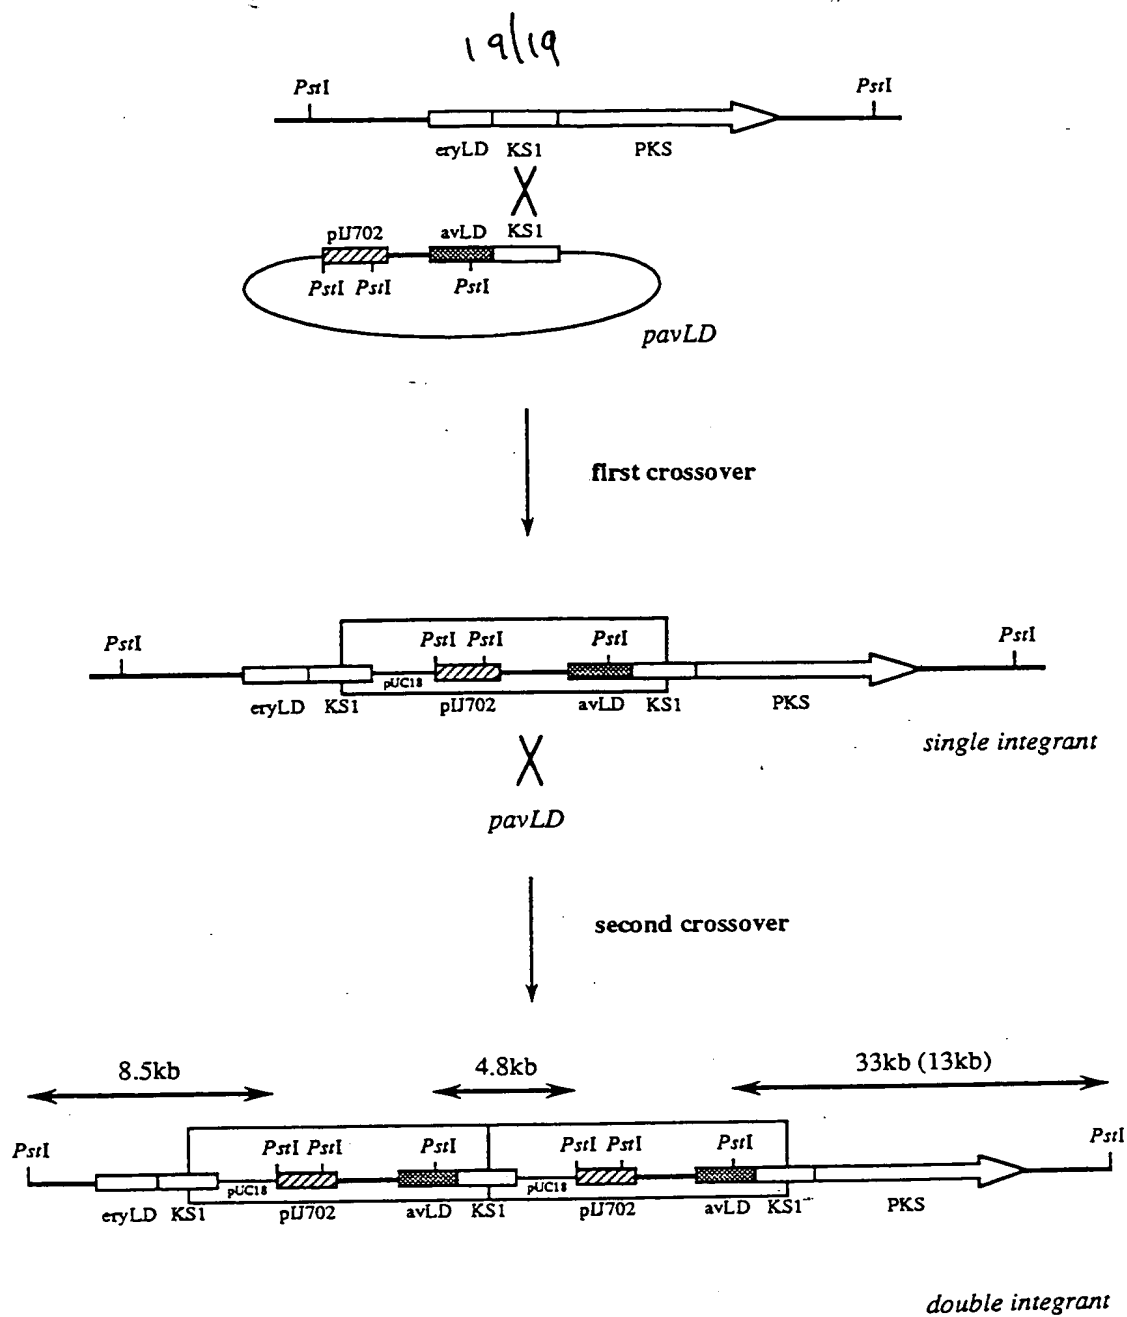 19/19
PstI PstI
eryLD KS1 PKS
pIJ702 avLD KS1
PstI PstI PstI
pavLD
first crossover
PstI PstI PstI PstI PstI
pUC18
eryLD KS1 pIJ702 avLD KS1 PKS
single integrant
pavLD
second crossover
8.5kb 4.8kb 33kb (13kb)
PstI PstI PstI PstI PstI PstI PstI PstI
pUC18 pUC18
eryLD KS1 pIJ702 avLD KS1 pIJ702 avLD KS1 PKS
double integrant